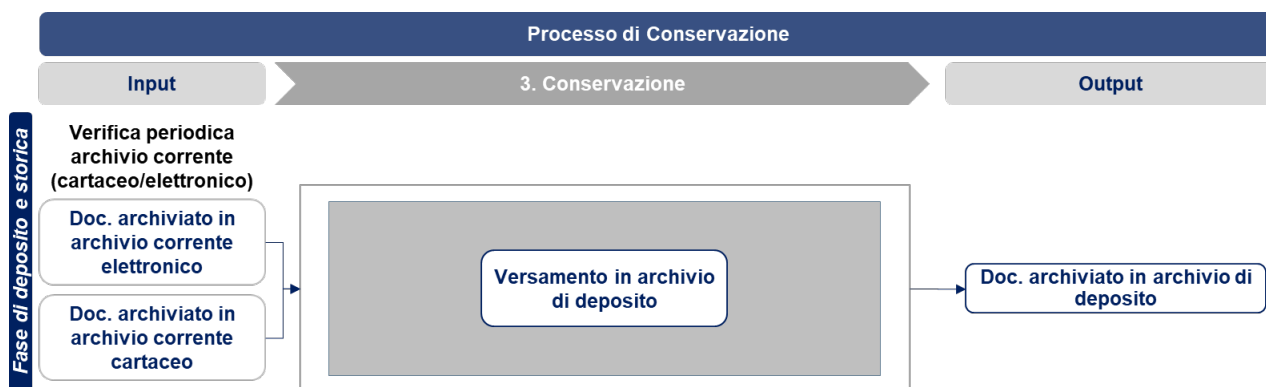 Processo di Conservazione
Input
3. Conservazione
Output
Fase di deposito e storica
Verifica periodica
archivio corrente
(cartaceo/elettronico)
Doc. archiviato in
archivio corrente
elettronico
Doc. archiviato in
archivio corrente
cartaceo
Versamento in archivio
di deposito
Doc. archiviato in archivio di
deposito